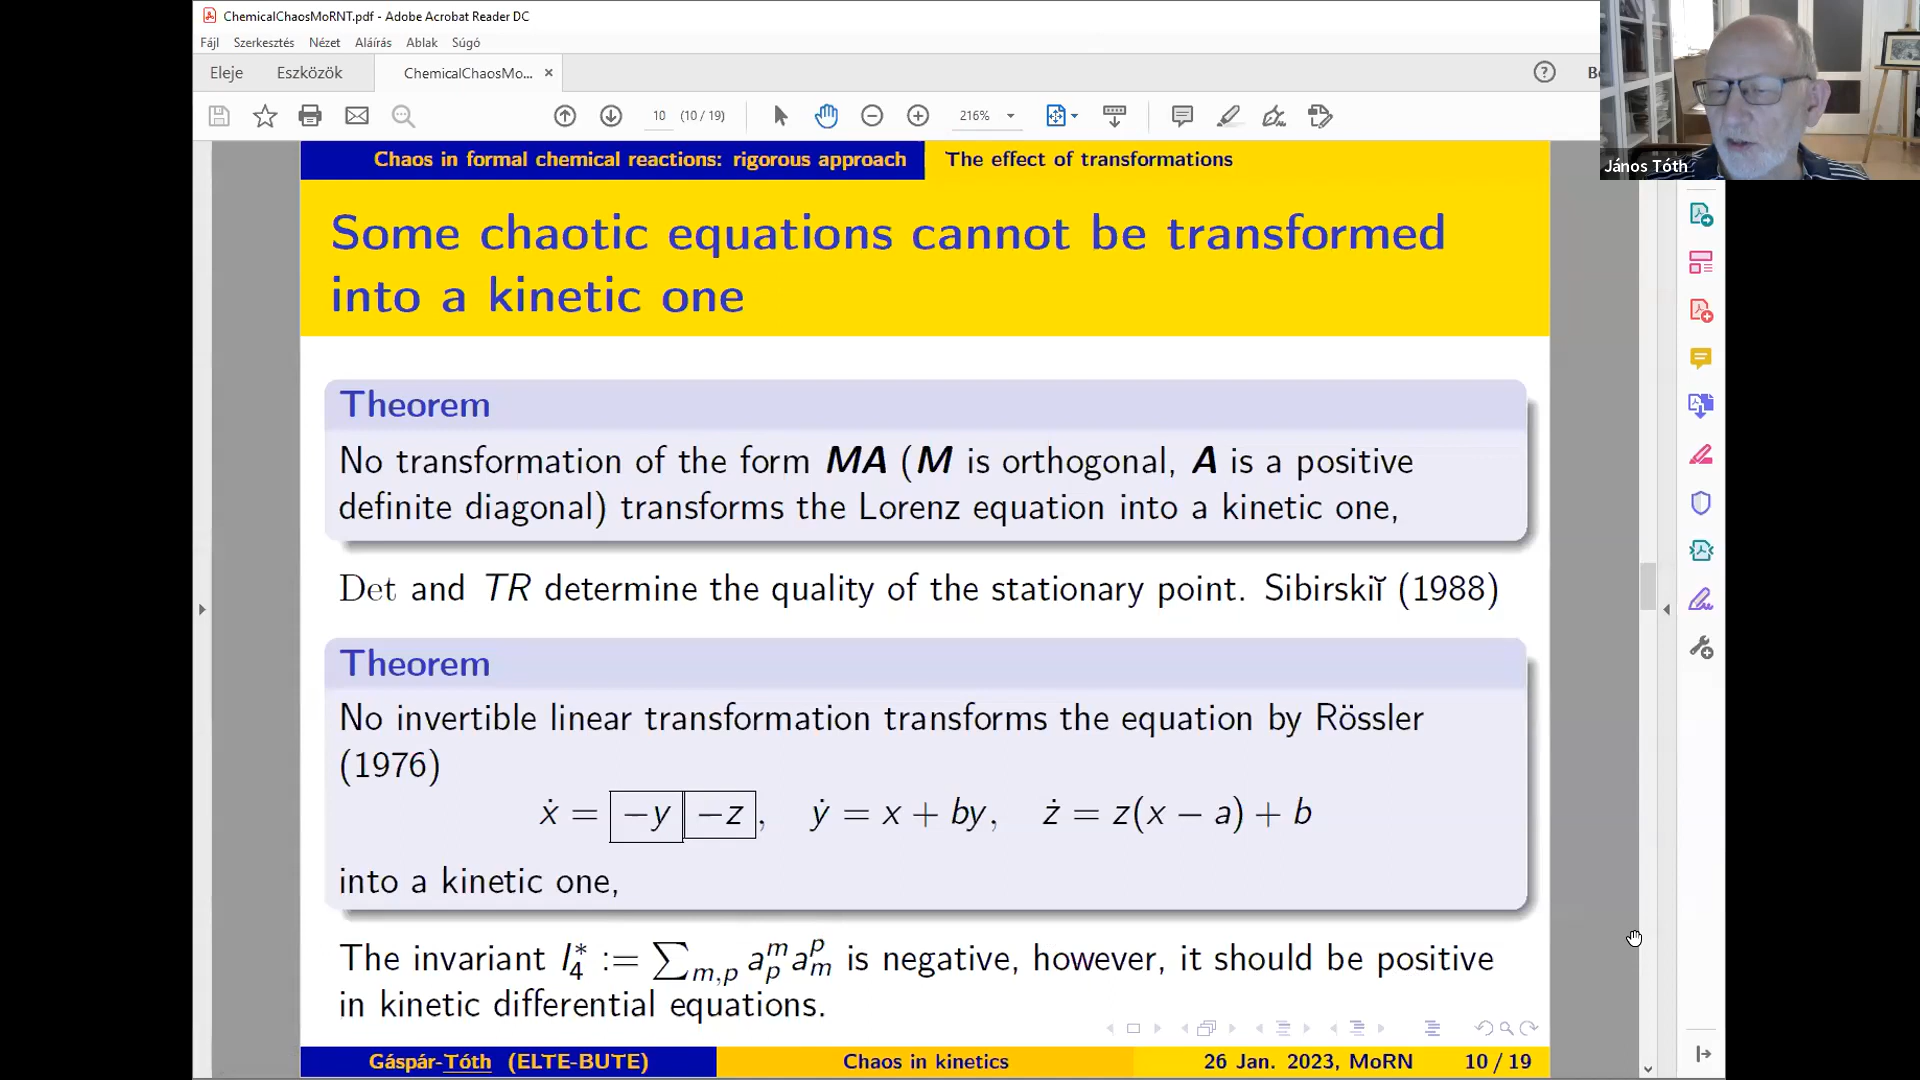 ChemicalChaosMoRNT.pdf - Adobe Acrobat Reader DC
Fájl Szerkesztés Nézet Aláírás Ablak Súgó
Eleje Eszközök ChemicalChaosMo... ×
10 (10 / 19) 216%
János Tóth
Chaos in formal chemical reactions: rigorous approach The effect of transformations
Some chaotic equations cannot be transformed
into a kinetic one
Theorem
No transformation of the form MA (M is orthogonal, A is a positive
definite diagonal) transforms the Lorenz equation into a kinetic one,
Det and TR determine the quality of the stationary point. Sibirskiĭ (1988)
Theorem
No invertible linear transformation transforms the equation by Rössler
(1976)
ẋ = −y −z, ẏ = x + by, ż = z(x − a) + b
into a kinetic one,
The invariant I₄* := ∑ₘ,ₚ aₚᵐaₘᵖ is negative, however, it should be positive
in kinetic differential equations.
Gáspár-Tóth (ELTE-BUTE) Chaos in kinetics 26 Jan. 2023, MoRN 10 / 19